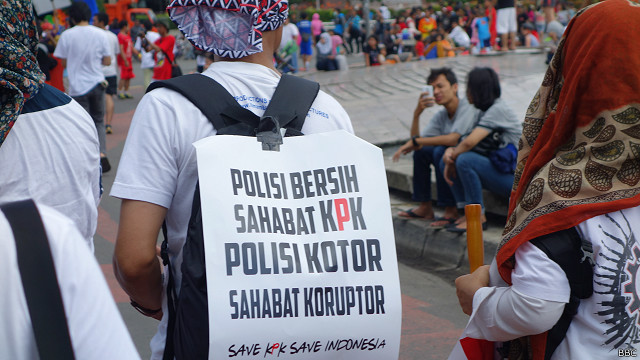 POLISI BERSIH
SAHABAT KPK
POLISI KOTOR
SAHABAT KORUPTOR
SAVE KPK SAVE INDONESIA
BBC